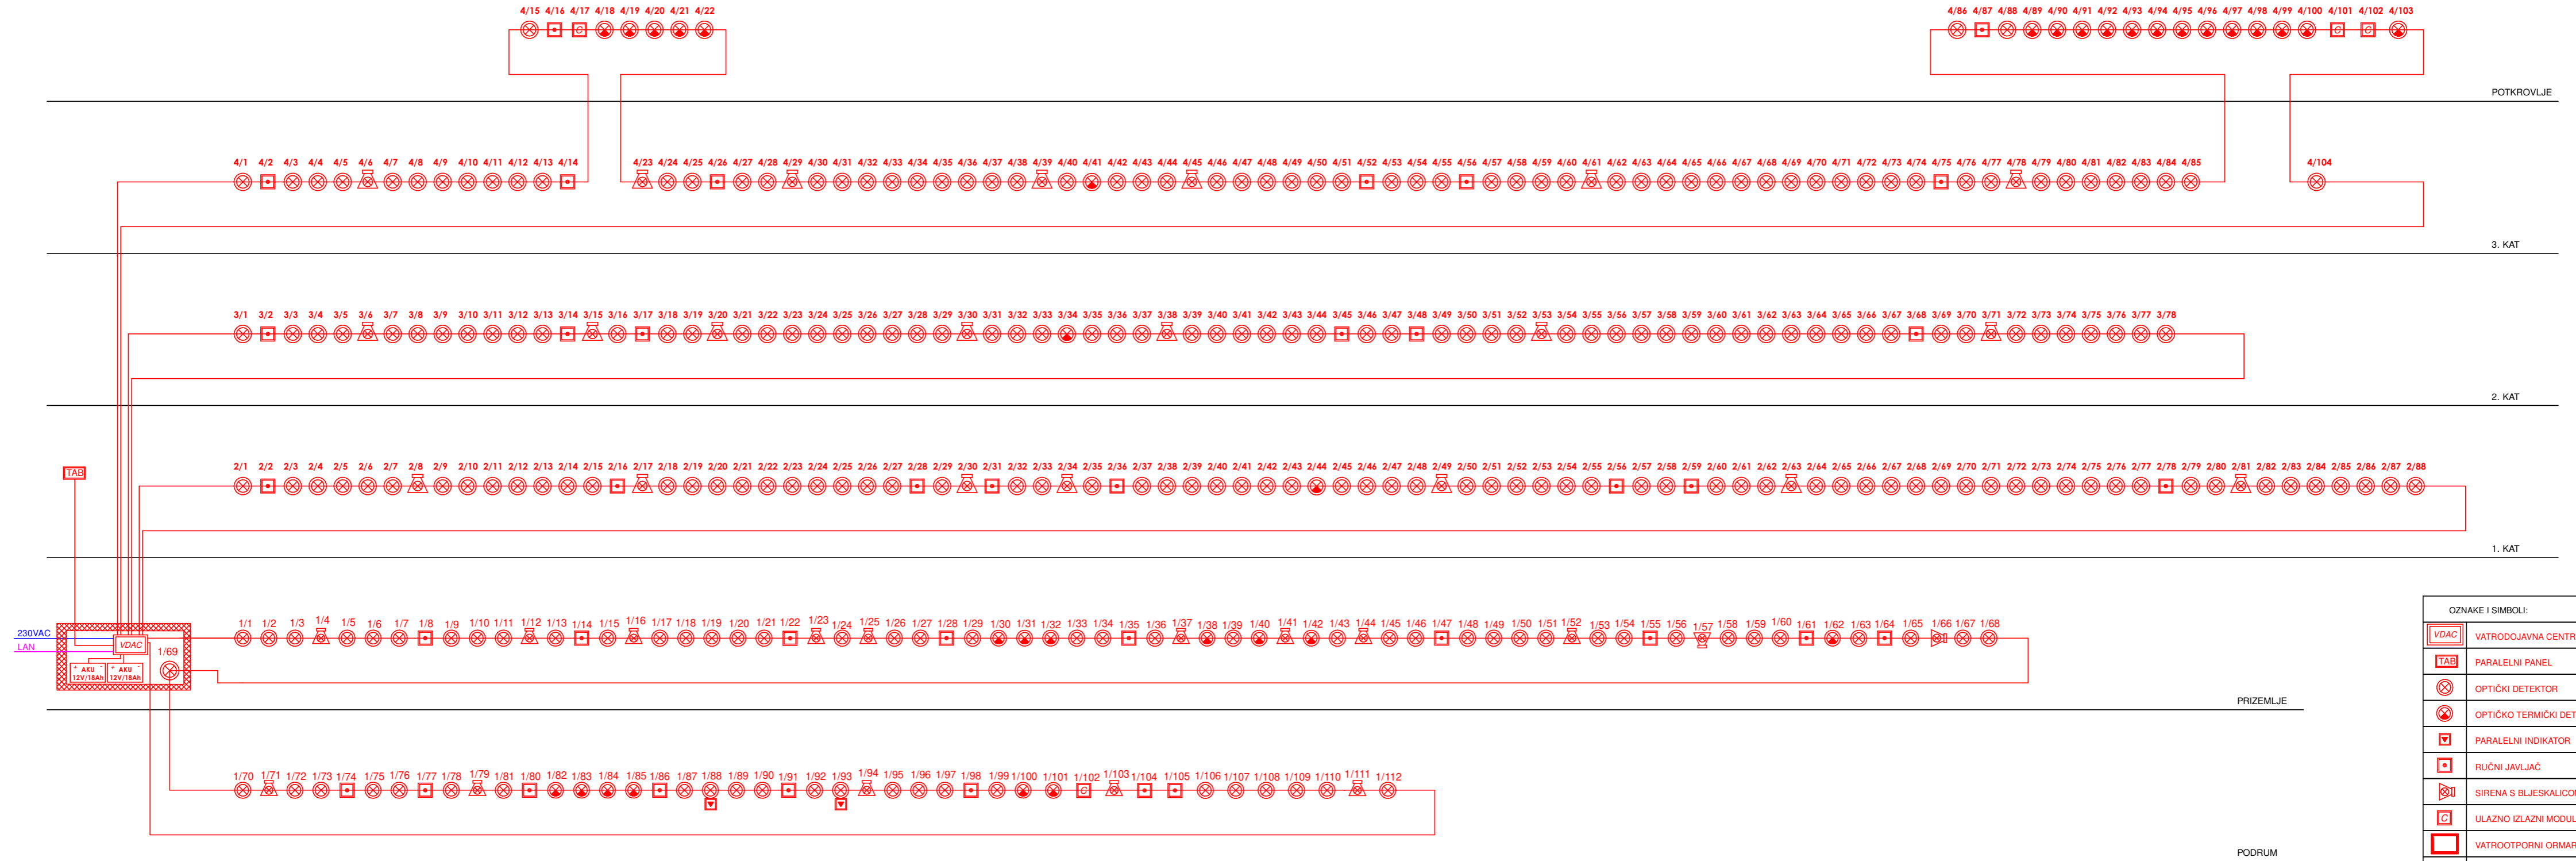 4/15 4/16 4/17 4/18 4/19 4/20 4/21 4/22
4/86 4/87 4/88 4/89 4/90 4/91 4/92 4/93 4/94 4/95 4/96 4/97 4/98 4/99 4/100 4/101 4/102 4/103
POTKROVLJE
4/1 4/2 4/3 4/4 4/5 4/6 4/7 4/8 4/9 4/10 4/11 4/12 4/13 4/14
4/23 4/24 4/25 4/26 4/27 4/28 4/29 4/30 4/31 4/32 4/33 4/34 4/35 4/36 4/37 4/38 4/39 4/40 4/41 4/42 4/43 4/44 4/45 4/46 4/47 4/48 4/49 4/50 4/51 4/52 4/53 4/54 4/55 4/56 4/57 4/58 4/59 4/60 4/61 4/62 4/63 4/64 4/65 4/66 4/67 4/68 4/69 4/70 4/71 4/72 4/73 4/74 4/75 4/76 4/77 4/78 4/79 4/80 4/81 4/82 4/83 4/84 4/85
4/104
3. KAT
3/1 3/2 3/3 3/4 3/5 3/6 3/7 3/8 3/9 3/10 3/11 3/12 3/13 3/14 3/15 3/16 3/17 3/18 3/19 3/20 3/21 3/22 3/23 3/24 3/25 3/26 3/27 3/28 3/29 3/30 3/31 3/32 3/33 3/34 3/35 3/36 3/37 3/38 3/39 3/40 3/41 3/42 3/43 3/44 3/45 3/46 3/47 3/48 3/49 3/50 3/51 3/52 3/53 3/54 3/55 3/56 3/57 3/58 3/59 3/60 3/61 3/62 3/63 3/64 3/65 3/66 3/67 3/68 3/69 3/70 3/71 3/72 3/73 3/74 3/75 3/76 3/77 3/78
2. KAT
TAB
2/1 2/2 2/3 2/4 2/5 2/6 2/7 2/8 2/9 2/10 2/11 2/12 2/13 2/14 2/15 2/16 2/17 2/18 2/19 2/20 2/21 2/22 2/23 2/24 2/25 2/26 2/27 2/28 2/29 2/30 2/31 2/32 2/33 2/34 2/35 2/36 2/37 2/38 2/39 2/40 2/41 2/42 2/43 2/44 2/45 2/46 2/47 2/48 2/49 2/50 2/51 2/52 2/53 2/54 2/55 2/56 2/57 2/58 2/59 2/60 2/61 2/62 2/63 2/64 2/65 2/66 2/67 2/68 2/69 2/70 2/71 2/72 2/73 2/74 2/75 2/76 2/77 2/78 2/79 2/80 2/81 2/82 2/83 2/84 2/85 2/86 2/87 2/88
1. KAT
230VAC
LAN
VDAC
1/69
+ AKU - + AKU -
12V/18Ah 12V/18Ah
1/1 1/2 1/3 1/4 1/5 1/6 1/7 1/8 1/9 1/10 1/11 1/12 1/13 1/14 1/15 1/16 1/17 1/18 1/19 1/20 1/21 1/22 1/23 1/24 1/25 1/26 1/27 1/28 1/29 1/30 1/31 1/32 1/33 1/34 1/35 1/36 1/37 1/38 1/39 1/40 1/41 1/42 1/43 1/44 1/45 1/46 1/47 1/48 1/49 1/50 1/51 1/52 1/53 1/54 1/55 1/56 1/57 1/58 1/59 1/60 1/61 1/62 1/63 1/64 1/65 1/66 1/67 1/68
PRIZEMLJE
1/70 1/71 1/72 1/73 1/74 1/75 1/76 1/77 1/78 1/79 1/81 1/80 1/82 1/83 1/84 1/85 1/86 1/87 1/88 1/89 1/90 1/91 1/92 1/93 1/94 1/95 1/96 1/97 1/98 1/99 1/100 1/101 1/102 1/103 1/104 1/105 1/106 1/107 1/108 1/109 1/110 1/111 1/112
C
PODRUM
OZNAKE I SIMBOLI:
VDAC VATRODOJAVNA CENTR
TAB PARALELNI PANEL
OPTIČKI DETEKTOR
OPTIČKO TERMIČKI DET
PARALELNI INDIKATOR
RUČNI JAVLJAČ
SIRENA S BLJESKALICO
C ULAZNO IZLAZNI MODUL
VATROOTPORNI ORMAR